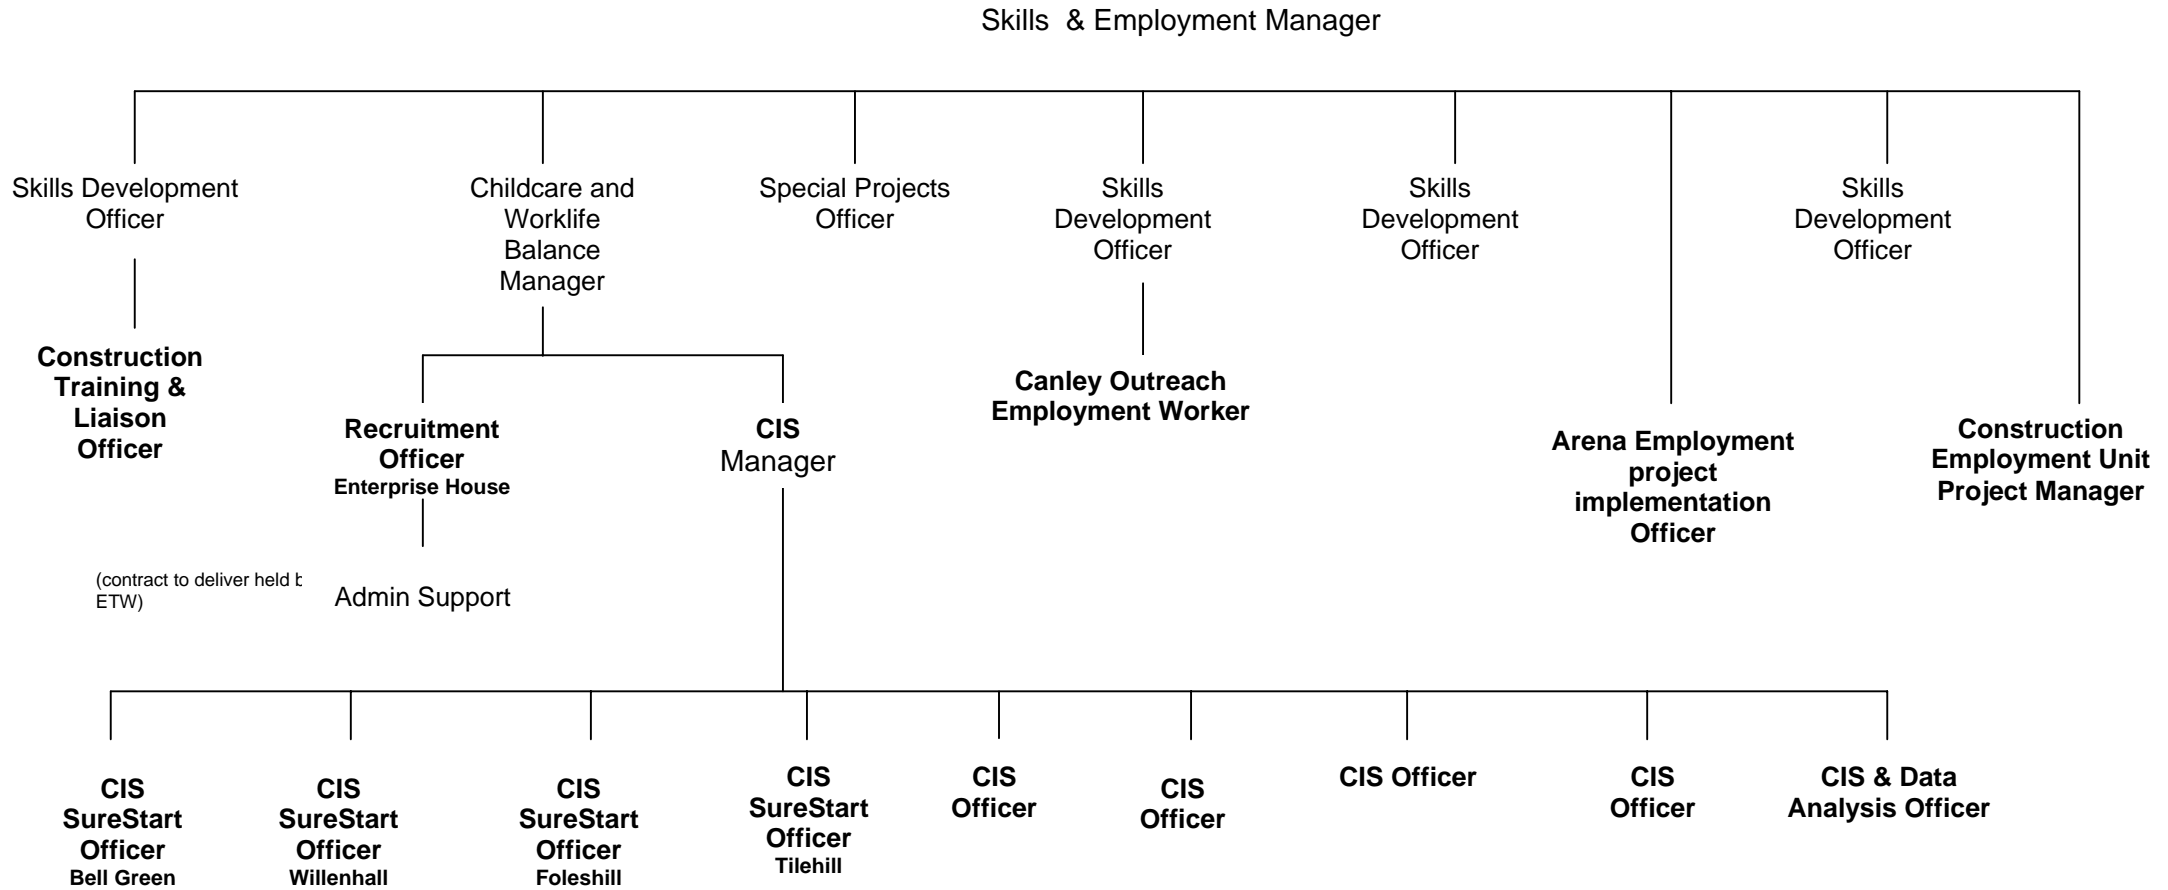 Skills & Employment Manager
Skills Development
Officer
Childcare and
Worklife
Balance
Manager
Special Projects
Officer
Skills
Development
Officer
Skills
Development
Officer
Skills
Development
Officer
Construction
Training &
Liaison
Officer
Recruitment
Officer
Enterprise House
CIS
Manager
Canley Outreach
Employment Worker
Arena Employment
project
implementation
Officer
Construction
Employment Unit
Project Manager
(contract to deliver held
ETW)
Admin Support
CIS
SureStart
Officer
Bell Green
CIS
SureStart
Officer
Willenhall
CIS
SureStart
Officer
Foleshill
CIS
SureStart
Officer
Tilehill
CIS
Officer
CIS
Officer
CIS Officer
CIS
Officer
CIS & Data
Analysis Officer